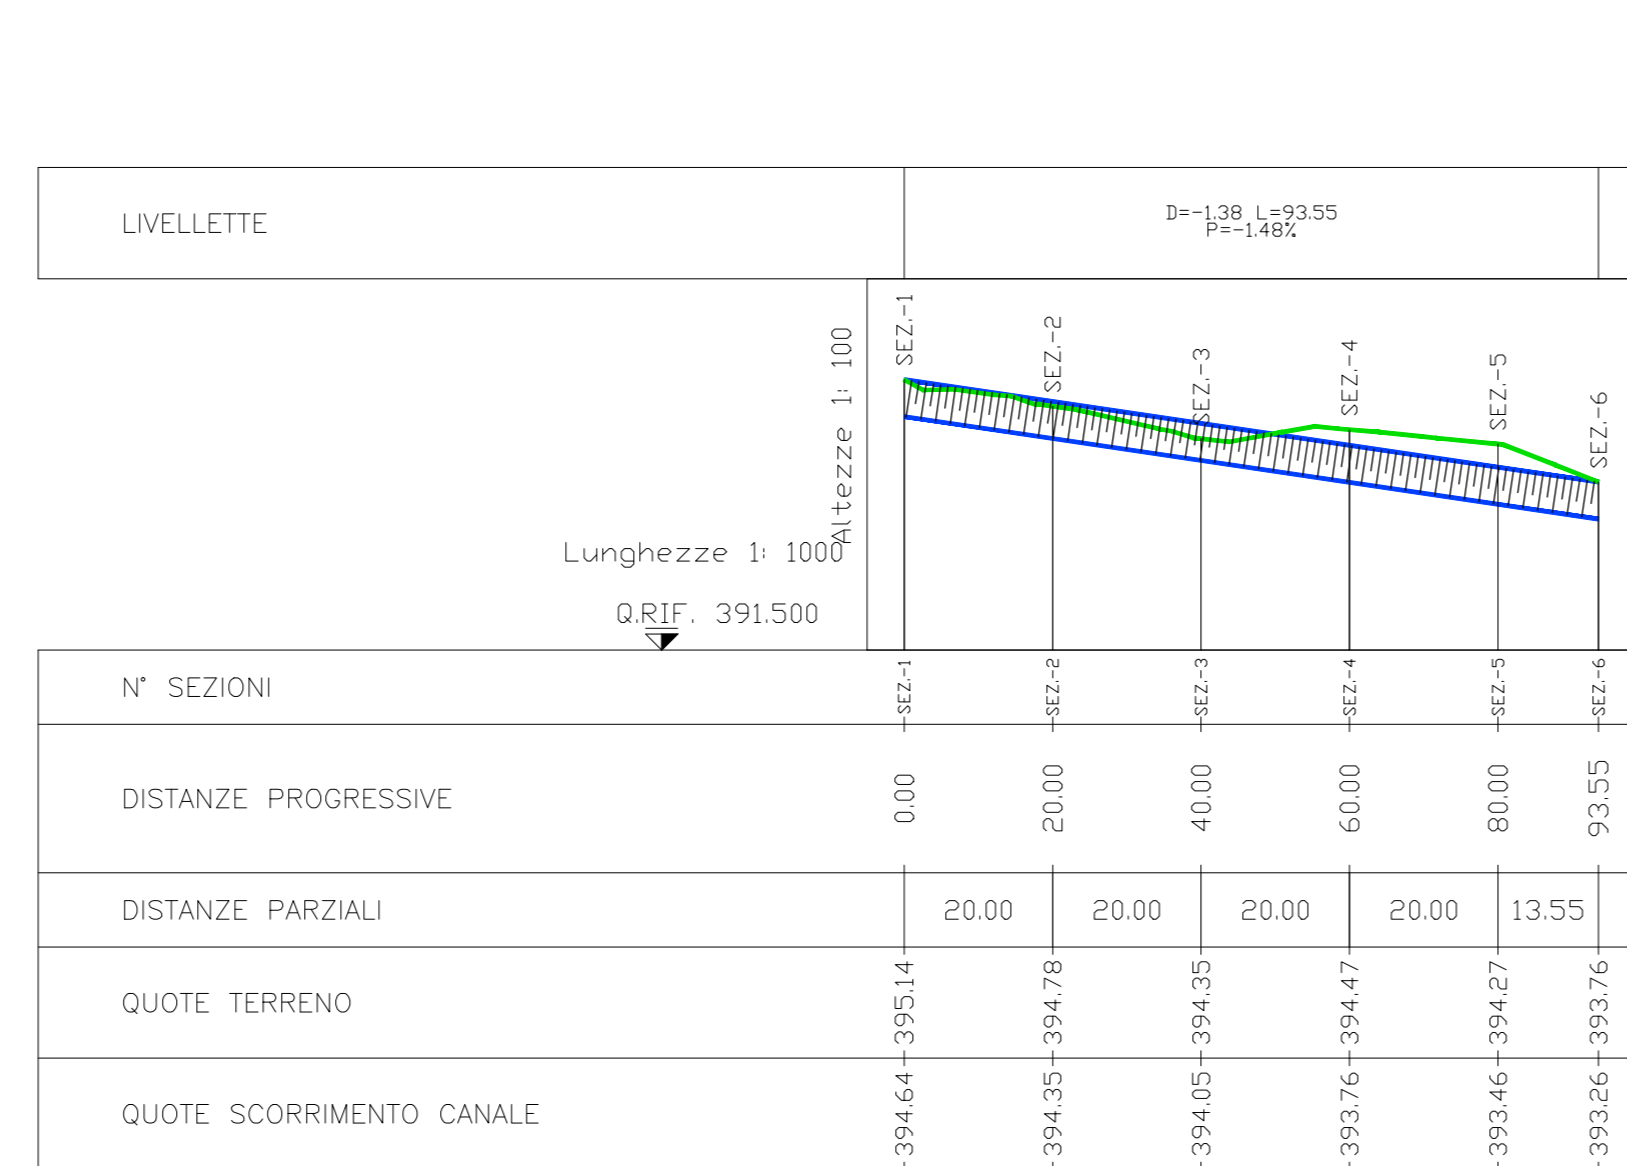 LIVELLETTE
D=-1.38 L=93.55
P=-1.48%
SEZ.-1
SEZ.-2
SEZ.-3
SEZ.-4
SEZ.-5
SEZ.-6
Altezze 1: 100
Lunghezze 1: 1000
Q.RIF. 391.500
N° SEZIONI
SEZ.-1 SEZ.-2 SEZ.-3 SEZ.-4 SEZ.-5 SEZ.-6
DISTANZE PROGRESSIVE
0.00 20.00 40.00 60.00 80.00 93.55
DISTANZE PARZIALI
20.00 20.00 20.00 20.00 13.55
QUOTE TERRENO
395.14 394.78 394.35 394.47 394.27 393.76
QUOTE SCORRIMENTO CANALE
394.64 394.35 394.05 393.76 393.46 393.26